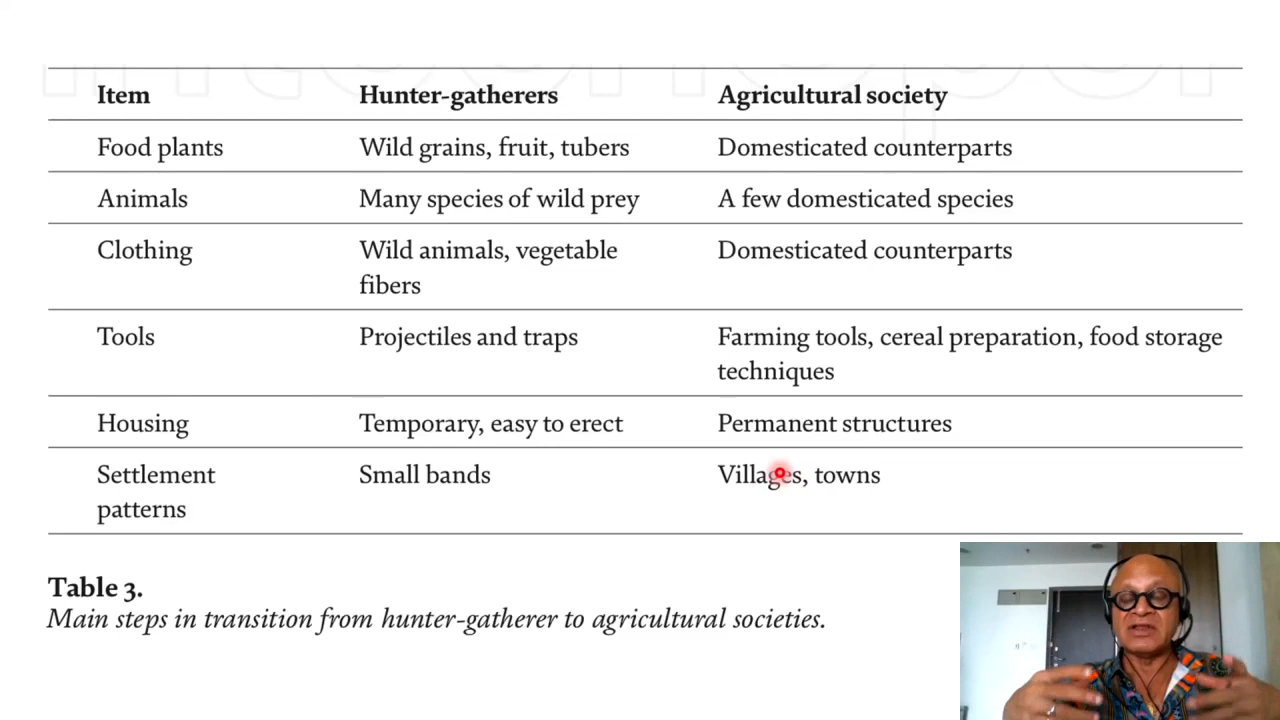 Item Hunter-gatherers Agricultural society
Food plants Wild grains, fruit, tubers Domesticated counterparts
Animals Many species of wild prey A few domesticated species
Clothing Wild animals, vegetable Domesticated counterparts
fibers
Tools Projectiles and traps Farming tools, cereal preparation, food storage
techniques
Housing Temporary, easy to erect Permanent structures
Settlement Small bands Villages, towns
patterns
Table 3.
Main steps in transition from hunter-gatherer to agricultural societies.